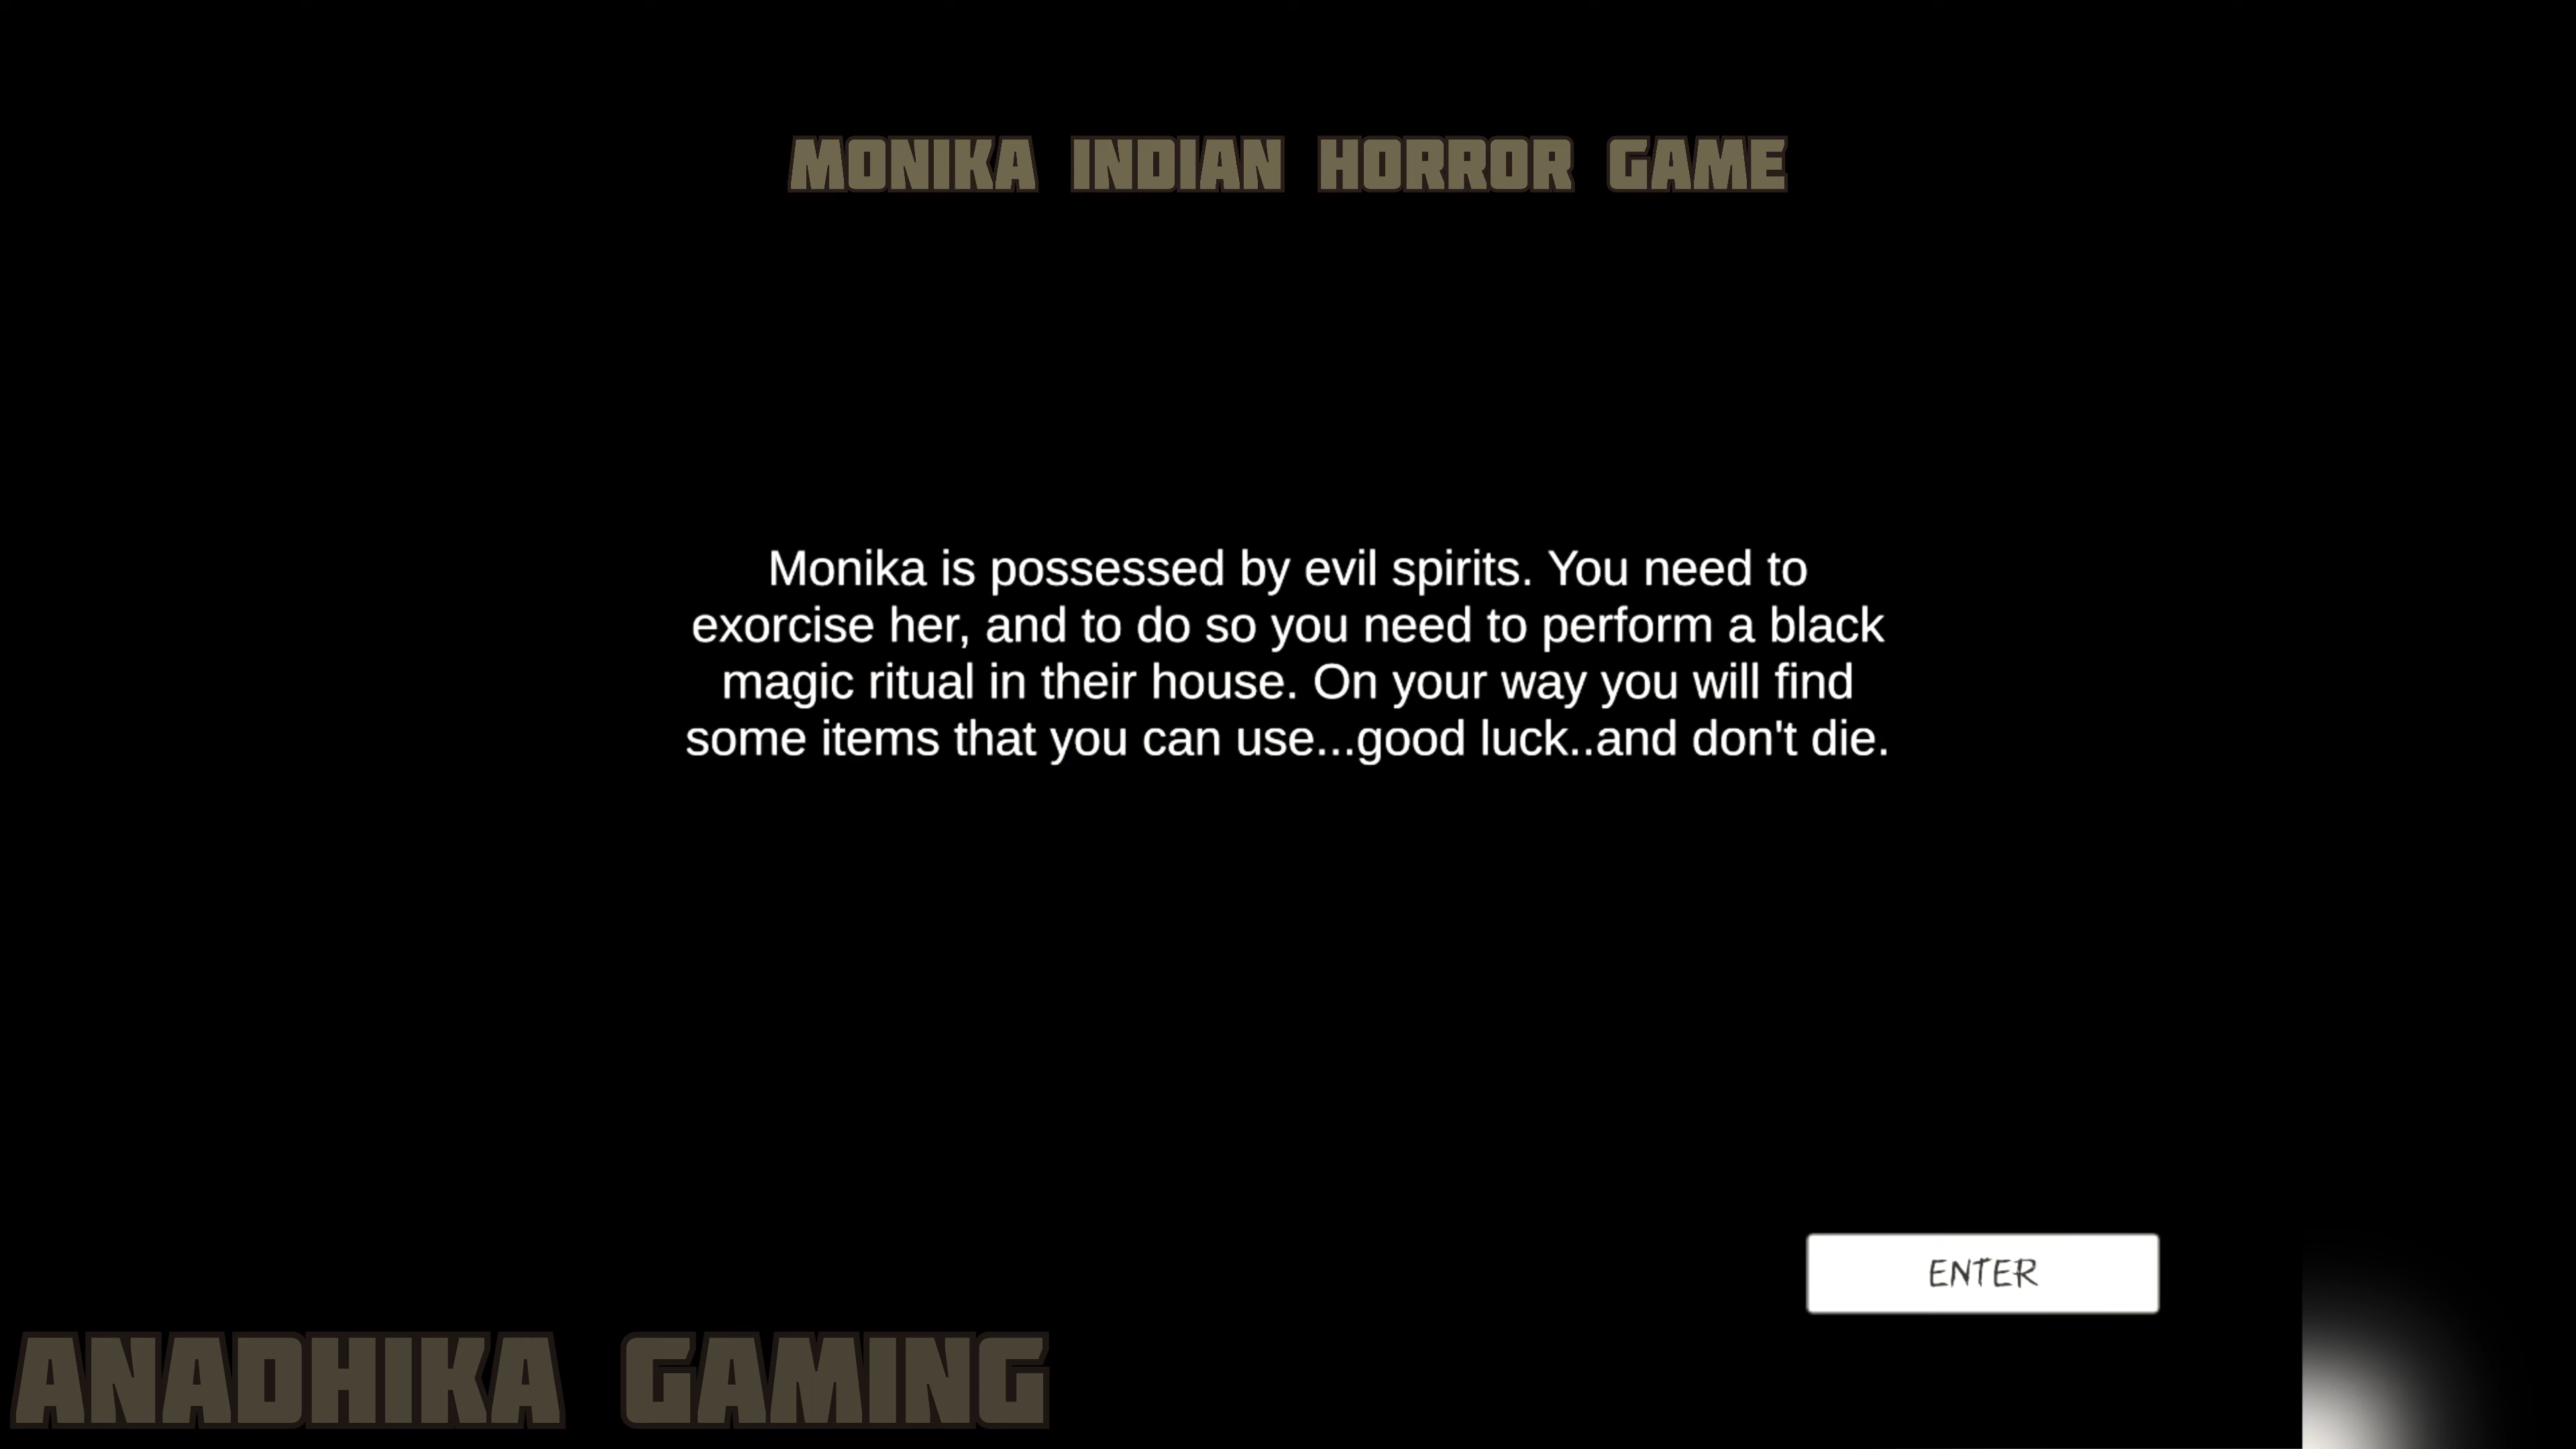 MONIKA INDIAN HORROR GAME
Monika is possessed by evil spirits. You need to
exorcise her, and to do so you need to perform a black
magic ritual in their house. On your way you will find
some items that you can use...good luck..and don't die.
ENTER
ANADHIKA GAMING